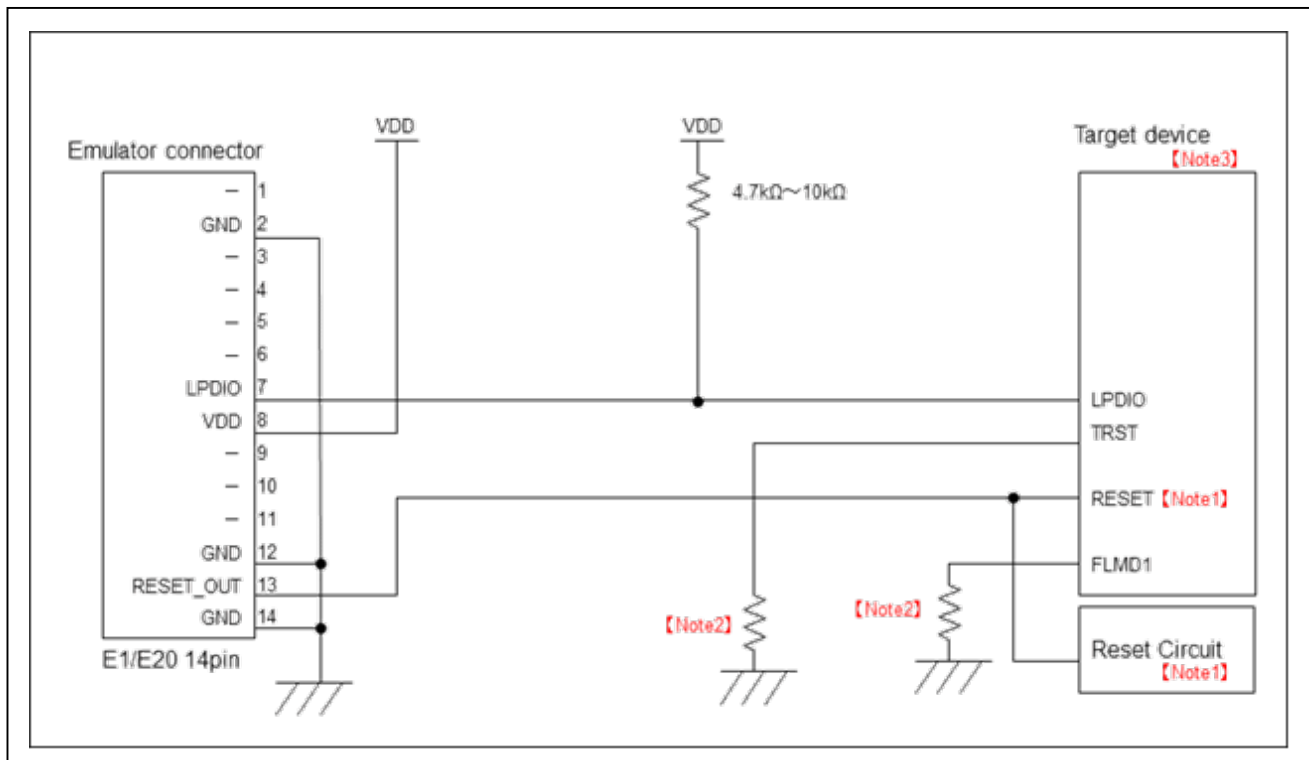 VDD
VDD
Emulator connector
Target device
【Note3】
– 1
4.7kΩ～10kΩ
GND 2
– 3
– 4
– 5
– 6
LPDIO 7
LPDIO
VDD 8
TRST
– 9
– 10
RESET【Note1】
– 11
GND 12
FLMD1
RESET_OUT 13
【Note2】
【Note2】
GND 14
Reset Circuit
【Note1】
E1/E20 14pin